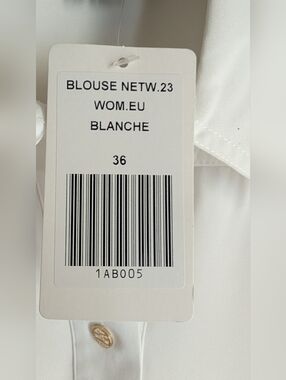 BLOUSE NETW.23
WOM.EU
BLANCHE
36
1AB005